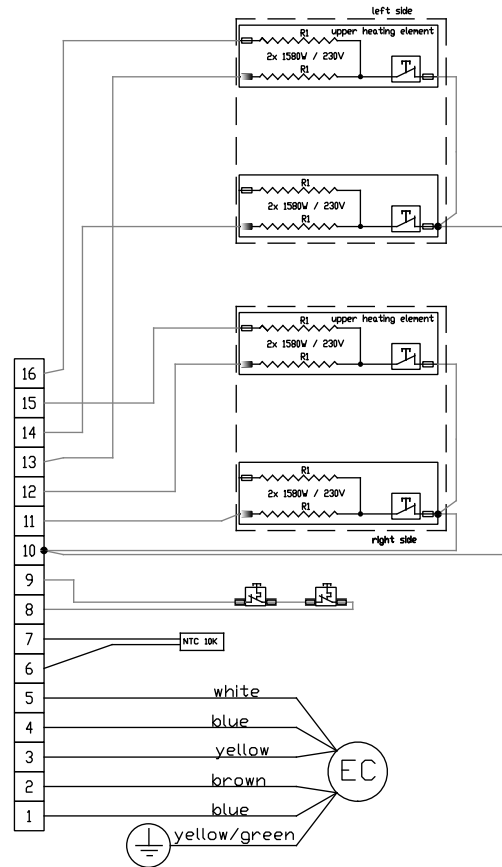 left side
R1
upper heating element
2x 1580W / 230V
R1
R1
2x 1580W / 230V
R1
R1
upper heating element
2x 1580W / 230V
R1
R1
2x 1580W / 230V
R1
right side
16
15
14
13
12
11
10
9
8
7
NTC 10K
6
5
white
4
blue
3
yellow
EC
2
brown
1
blue
yellow/green